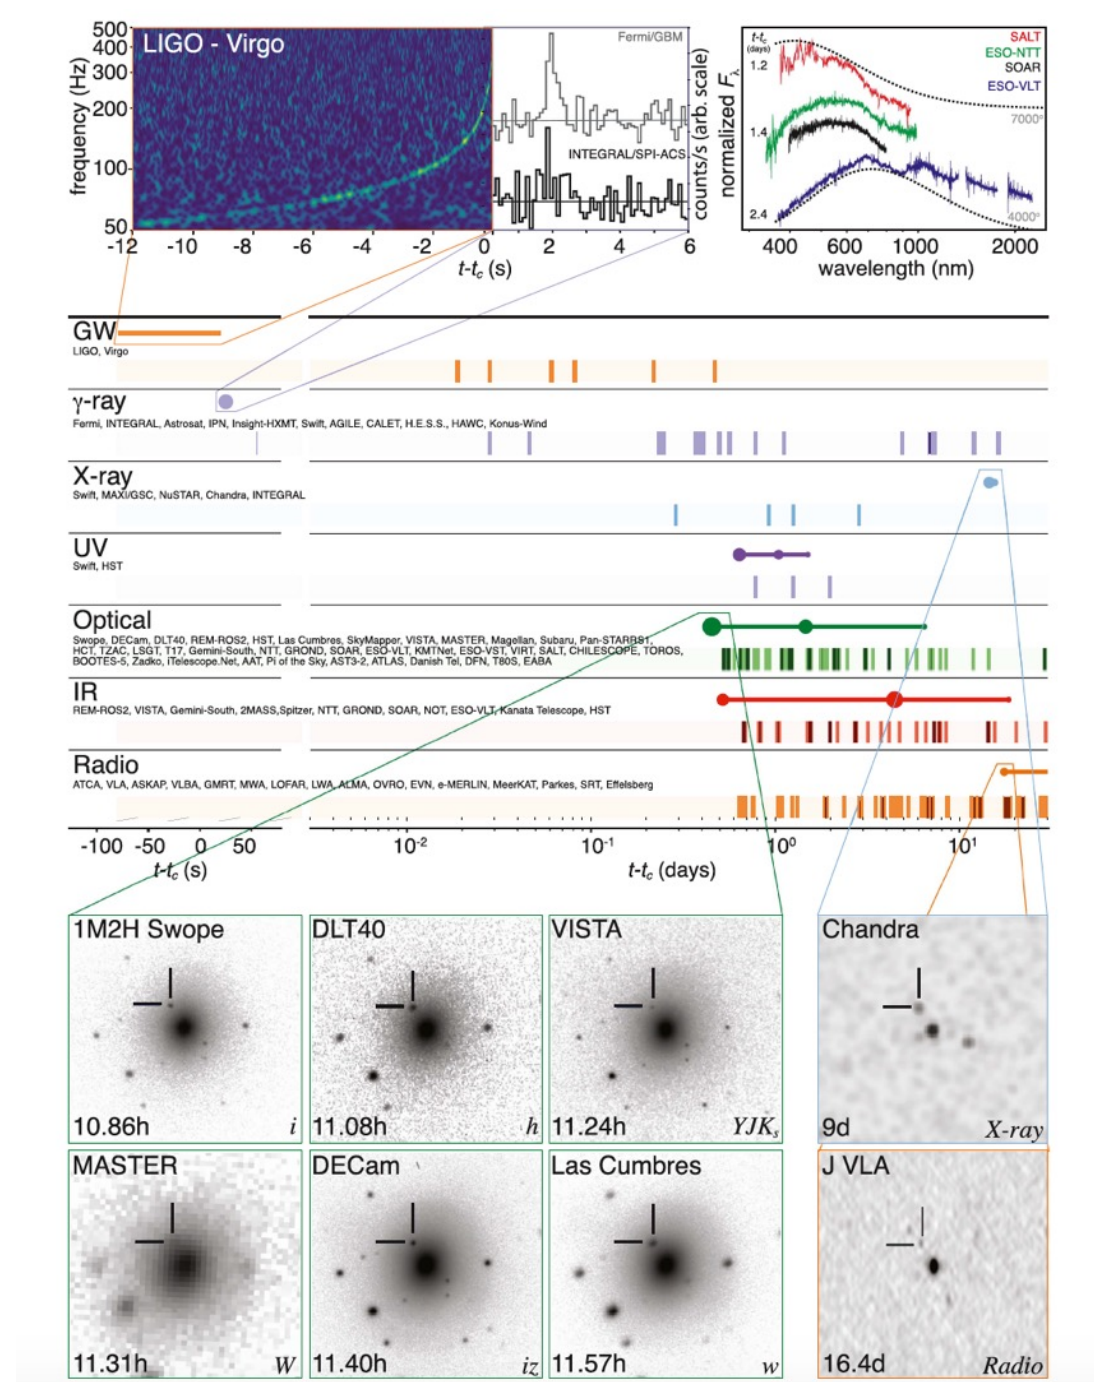 LIGO - Virgo
frequency (Hz)
500
400
300
200
100
50
-12 -10 -8 -6 -4 -2 0 2 4 6
t-tc (s)
Fermi/GBM
INTEGRAL/SPI-ACS
counts/s (arb. scale)
normalized Fλ
t-tc
(days)
1.2
1.4
2.4
SALT
ESO-NTT
SOAR
ESO-VLT
7000°
4000°
400 600 1000 2000
wavelength (nm)
GW
LIGO, Virgo
γ-ray
Fermi, INTEGRAL, Astrosat, IPN, Insight-HXMT, Swift, AGILE, CALET, H.E.S.S., HAWC, Konus-Wind
X-ray
Swift, MAXI/GSC, NuSTAR, Chandra, INTEGRAL
UV
Swift, HST
Optical
Swope, DECam, DLT40, REM-ROS2, HST, Las Cumbres, SkyMapper, VISTA, MASTER, Magellan, Subaru, Pan-STARRS1,
HCT, TZAC, LSGT, T17, Gemini-South, NTT, GROND, SOAR, ESO-VLT, KMTNet, ESO-VST, VIRT, SALT, CHILESCOPE, TOROS,
BOOTES-5, Zadko, iTelescope.Net, AAT, Pi of the Sky, AST3-2, ATLAS, Danish Tel, DFN, T80S, EABA
IR
REM-ROS2, VISTA, Gemini-South, 2MASS,Spitzer, NTT, GROND, SOAR, NOT, ESO-VLT, Kanata Telescope, HST
Radio
ATCA, VLA, ASKAP, VLBA, GMRT, MWA, LOFAR, LWA, ALMA, OVRO, EVN, e-MERLIN, MeerKAT, Parkes, SRT, Effelsberg
-100 -50 0 50
t-tc (s)
10-2 10-1 100 101
t-tc (days)
1M2H Swope
10.86h
i
DLT40
11.08h
h
VISTA
11.24h
YJKs
Chandra
9d
X-ray
MASTER
11.31h
W
DECam
11.40h
iz
Las Cumbres
11.57h
w
J VLA
16.4d
Radio